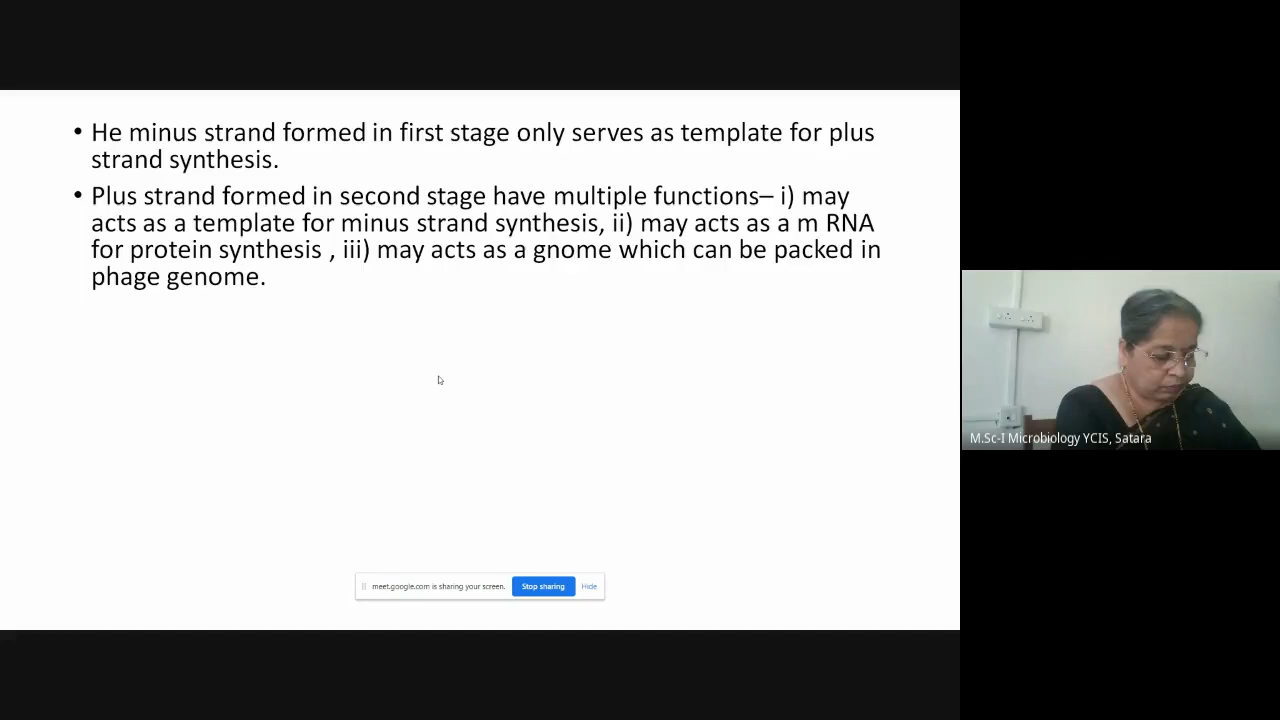 • He minus strand formed in first stage only serves as template for plus
strand synthesis.
• Plus strand formed in second stage have multiple functions– i) may
acts as a template for minus strand synthesis, ii) may acts as a m RNA
for protein synthesis , iii) may acts as a gnome which can be packed in
phage genome.
M.Sc-I Microbiology YCIS, Satara
meet.google.com is sharing your screen. Stop sharing Hide